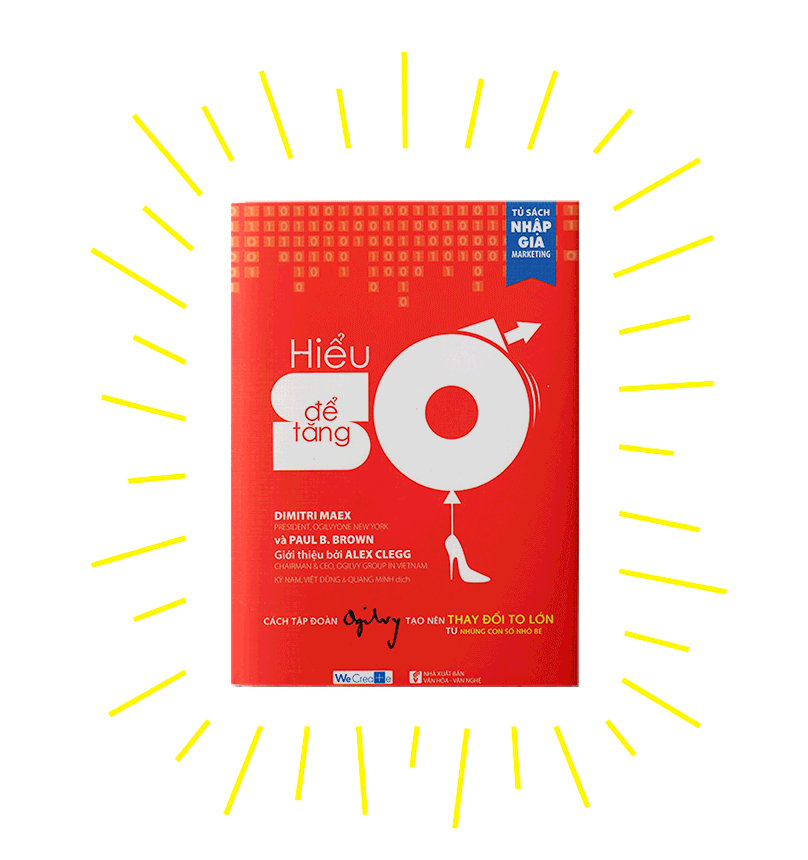 TỦ SÁCH
NHẬP
GIA
MARKETING
Hiểu
SỐ
để
tăng
DIMITRI MAEX
PRESIDENT, OGILVYONE NEW YORK
và PAUL B. BROWN
Giới thiệu bởi ALEX CLEGG
CHAIRMAN & CEO, OGILVY GROUP IN VIETNAM
KỲ NAM, VIỆT DŨNG & QUANG MINH dịch
CÁCH TẬP ĐOÀN Ogilvy TẠO NÊN THAY ĐỔI TO LỚN
TỪ NHỮNG CON SỐ NHỎ BÉ
We Create
NHÀ XUẤT BẢN
VĂN HÓA - VĂN NGHỆ